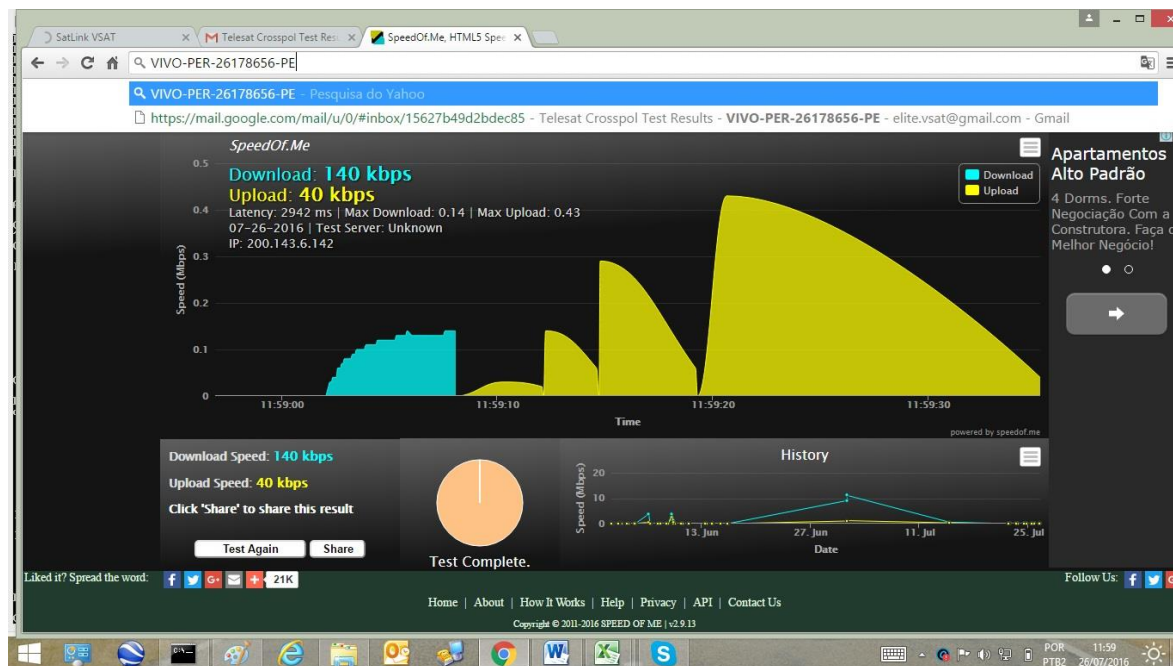 SatLink VSAT
Telesat Crosspol Test Res
SpeedOf.Me, HTML5 Spee
VIVO-PER-26178656-PE
VIVO-PER-26178656-PE - Pesquisa do Yahoo
https://mail.google.com/mail/u/0/#inbox/15627b49d2bdec85 - Telesat Crosspol Test Results - VIVO-PER-26178656-PE - elite.vsat@gmail.com - Gmail
SpeedOf.Me
Download: 140 kbps
Upload: 40 kbps
Latency: 2942 ms | Max Download: 0.14 | Max Upload: 0.43
07-26-2016 | Test Server: Unknown
IP: 200.143.6.142
Download
Upload
Speed (Mbps)
0.5
0.4
0.3
0.2
0.1
0
11:59:00
11:59:10
11:59:20
11:59:30
Time
powered by speedof.me
Apartamentos
Alto Padrão
4 Dorms. Forte
Negociação Com a
Construtora. Faça o
Melhor Negócio!
Download Speed: 140 kbps
Upload Speed: 40 kbps
Click 'Share' to share this result
Test Again
Share
Test Complete.
History
Speed (Mbps)
20
10
0
13. Jun
27. Jun
11. Jul
25. Jul
Date
Liked it? Spread the word:
21K
Follow Us:
Home | About | How It Works | Help | Privacy | API | Contact Us
Copyright © 2011-2016 SPEED OF ME | v2.9.13
POR
PTB2
11:59
26/07/2016